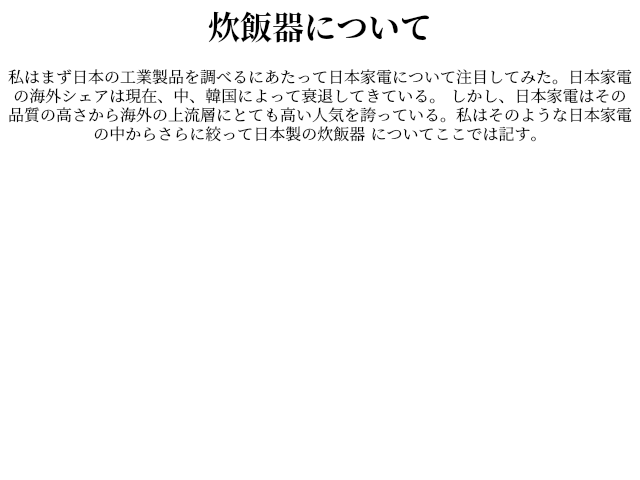 炊飯器について
私はまず日本の工業製品を調べるにあたって日本家電について注目してみた。日本家電
の海外シェアは現在、中、韓国によって衰退してきている。 しかし、日本家電はその
品質の高さから海外の上流層にとても高い人気を誇っている。私はそのような日本家電
の中からさらに絞って日本製の炊飯器 についてここでは記す。